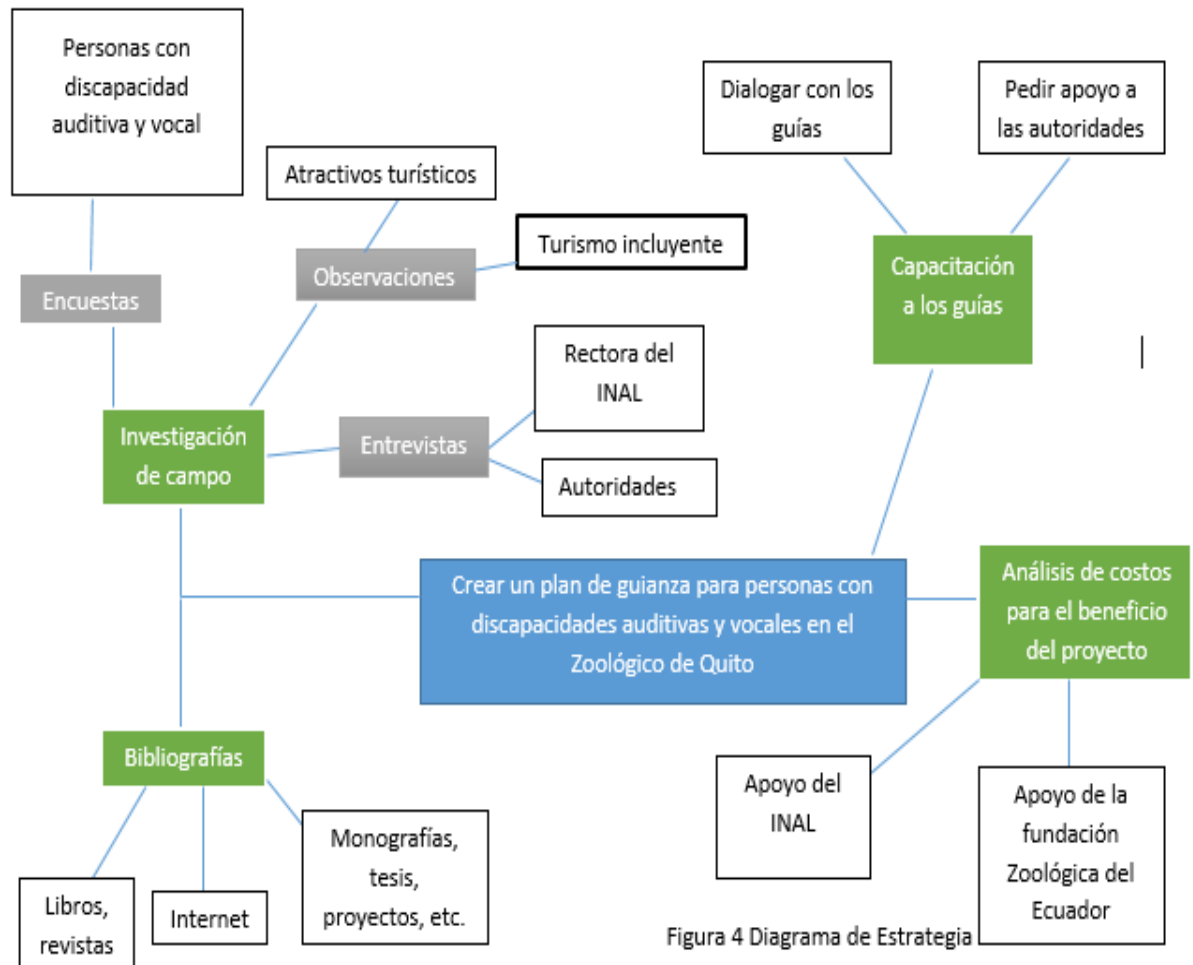 Personas con
discapacidad
auditiva y vocal
Dialogar con los
guías
Pedir apoyo a
las autoridades
Atractivos turísticos
Turismo incluyente
Observaciones
Capacitación
a los guías
Encuestas
Rectora del
INAL
Investigación
de campo
Entrevistas
Autoridades
Crear un plan de guianza para personas con
discapacidades auditivas y vocales en el
Zoológico de Quito
Análisis de costos
para el beneficio
del proyecto
Bibliografías
Apoyo del
INAL
Apoyo de la
fundación
Zoológica del
Ecuador
Monografías,
tesis,
proyectos, etc.
Libros,
revistas
Internet
Figura 4 Diagrama de Estrategia